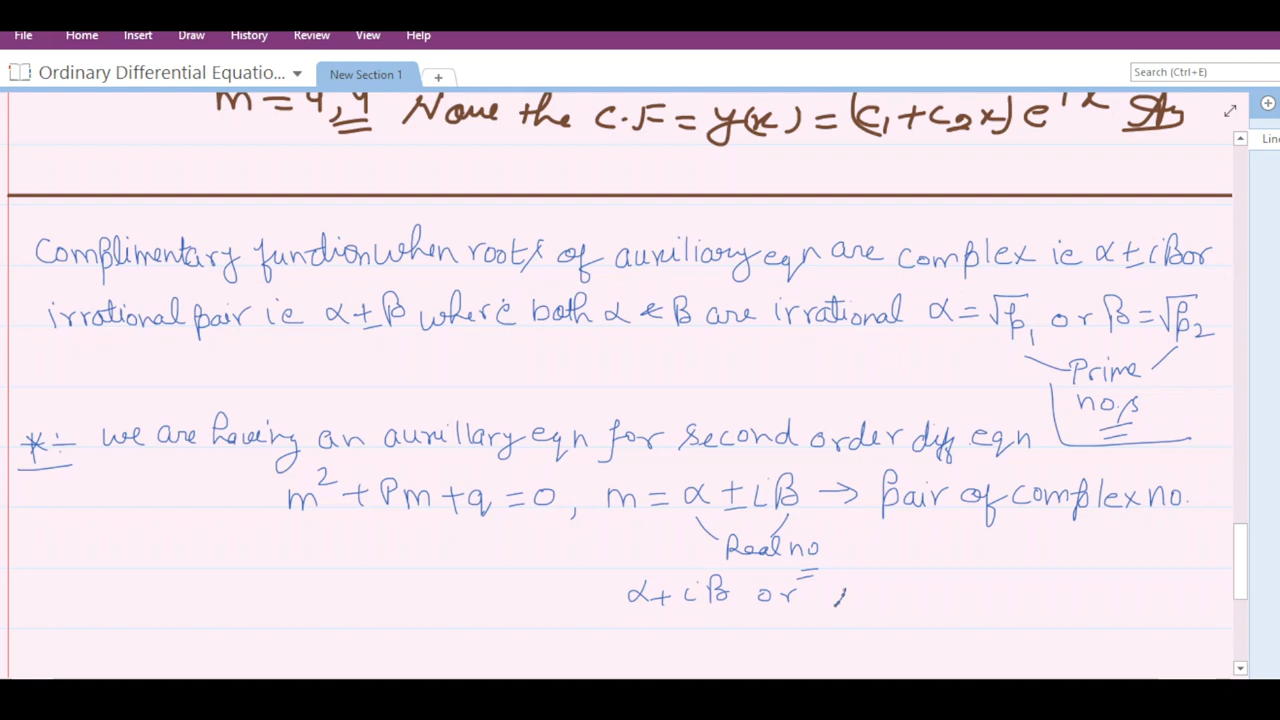 File Home Insert Draw History Review View Help
Ordinary Differential Equatio... New Section 1 + Search (Ctrl+E)
m = 4, 4 None the C.F = y(x) = (c₁ + c₂x) e
Lin
Complimentary function when roots of auxiliary eqn are complex ie α ± iβ or
irrational pair ie α ± β where both α & β are irrational α = √p₁ or β = √p₂
Prime
no.s
*:- we are having an auxillary eqn for second order diff eqn
m² + Pm + q = 0, m = α ± iβ → pair of complex no.
Real no
α + iβ or